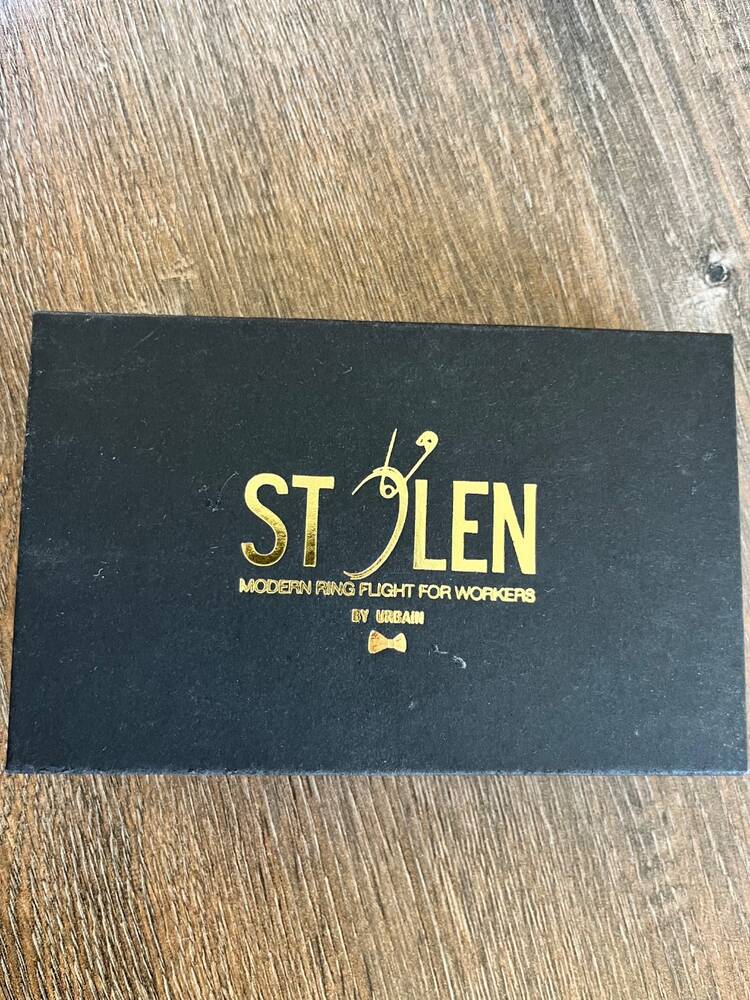 STOLEN
MODERN RING FLIGHT FOR WORKERS
BY URBAIN